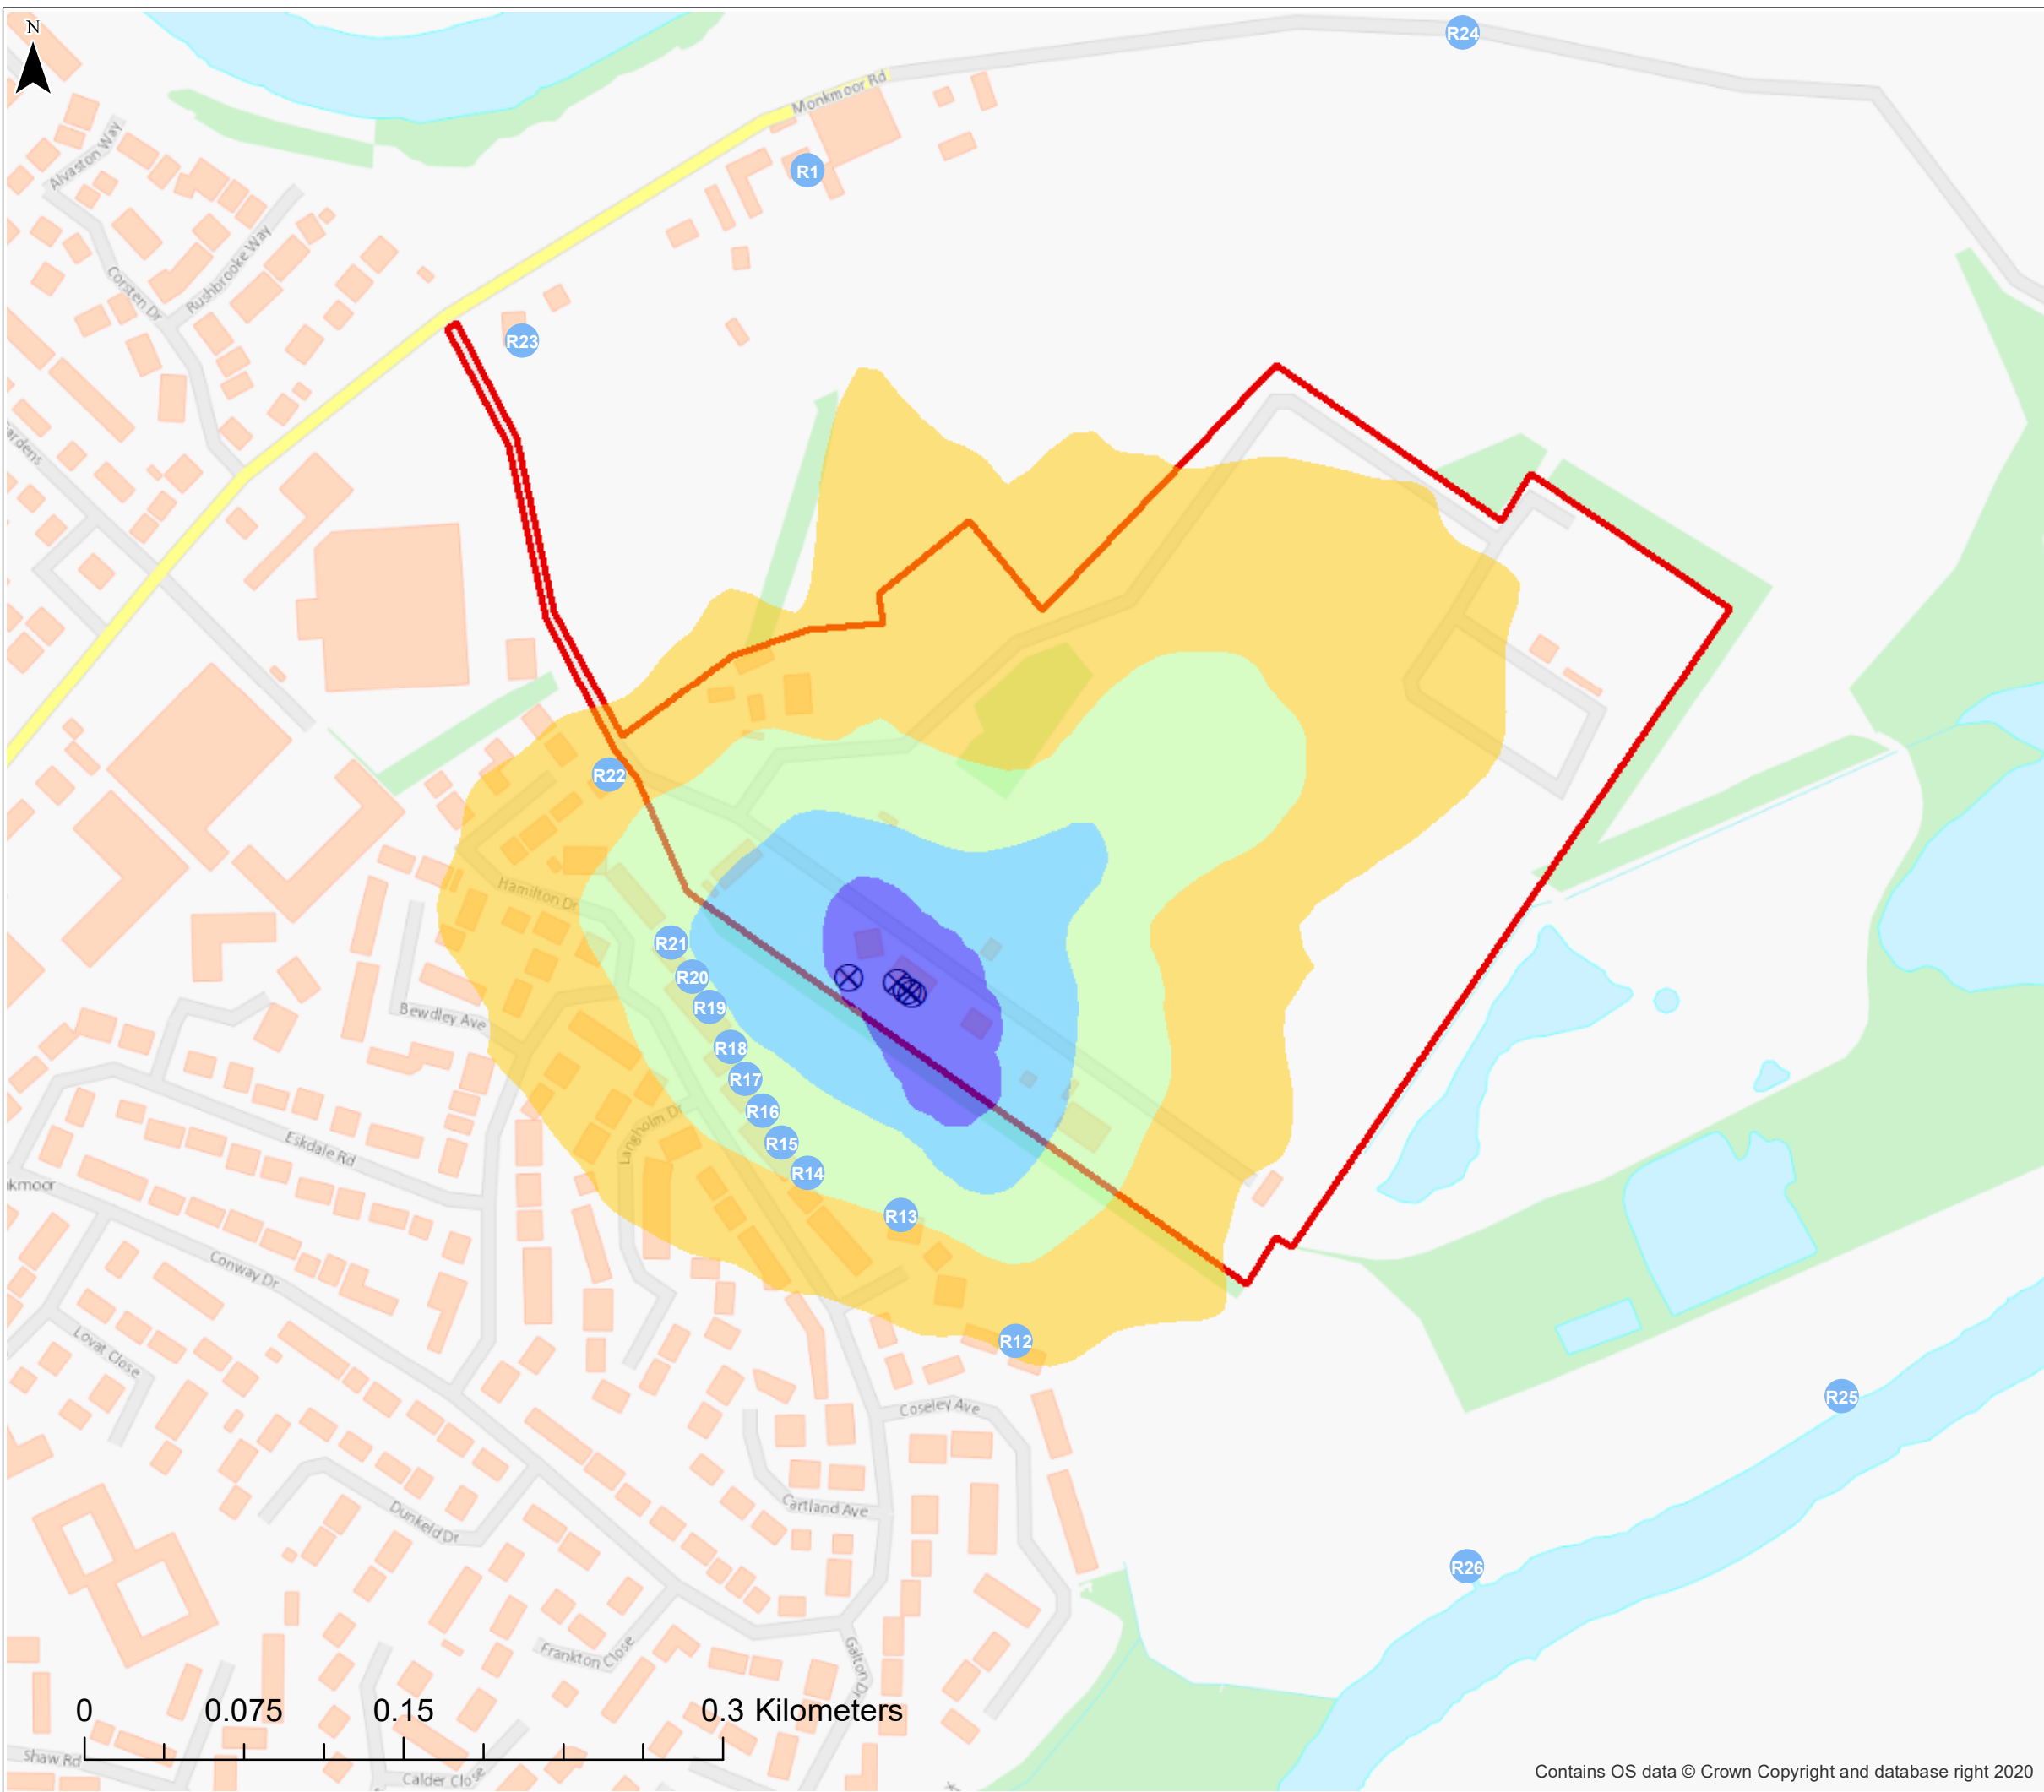 N
R24
Monkmoor Rd
R1
Alvaston Way
Rushbrooke Way
Corsten Dr
R23
ardens
R22
Hamilton Dr
R21
R20
R19
Bewdley Ave
R18
R17
R16
Langholm Dr
R15
Eskdale Rd
R14
nkmoor
R13
Conway Dr
R12
Lovat Close
R25
Coseley Ave
Cartland Ave
Dunkeld Dr
R26
Frankton Close
Galton Dr
0 0.075 0.15 0.3 Kilometers
Shaw Rd
Calder Close
Contains OS data © Crown Copyright and database right 2020